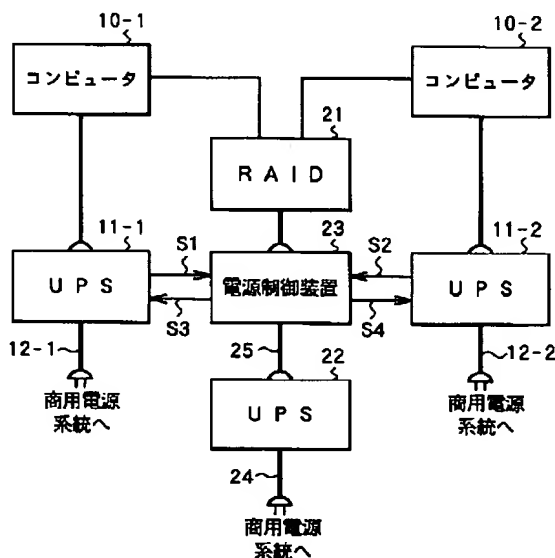 10-1
10-2
コンピュータ
コンピュータ
21
RAID
11-1
S1
23
S2
11-2
UPS
電源制御装置
UPS
S3
S4
12-1
25
22
12-2
商用電源
系統へ
UPS
商用電源
系統へ
24
商用電源
系統へ